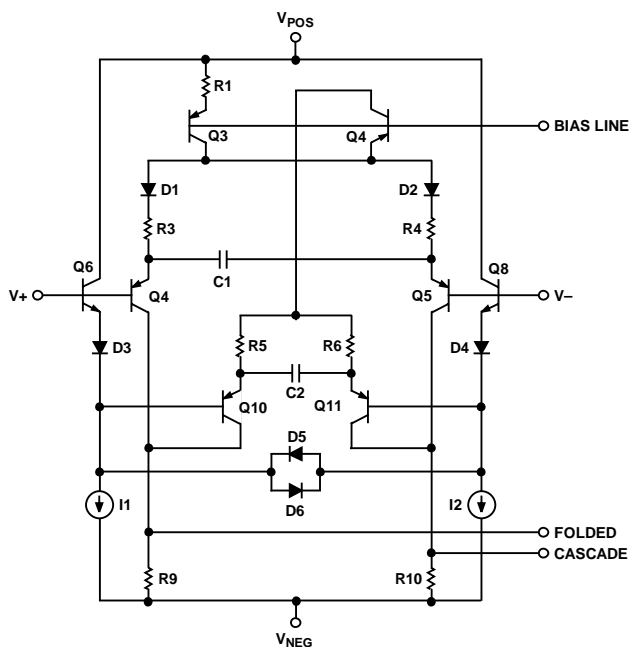 VPOS
R1
Q3
Q4
BIAS LINE
D1
D2
R3
R4
Q6
Q8
V+
Q4
C1
Q5
V–
D3
R5
R6
D4
C2
Q10
Q11
D5
I1
D6
I2
FOLDED
CASCADE
R9
R10
VNEG